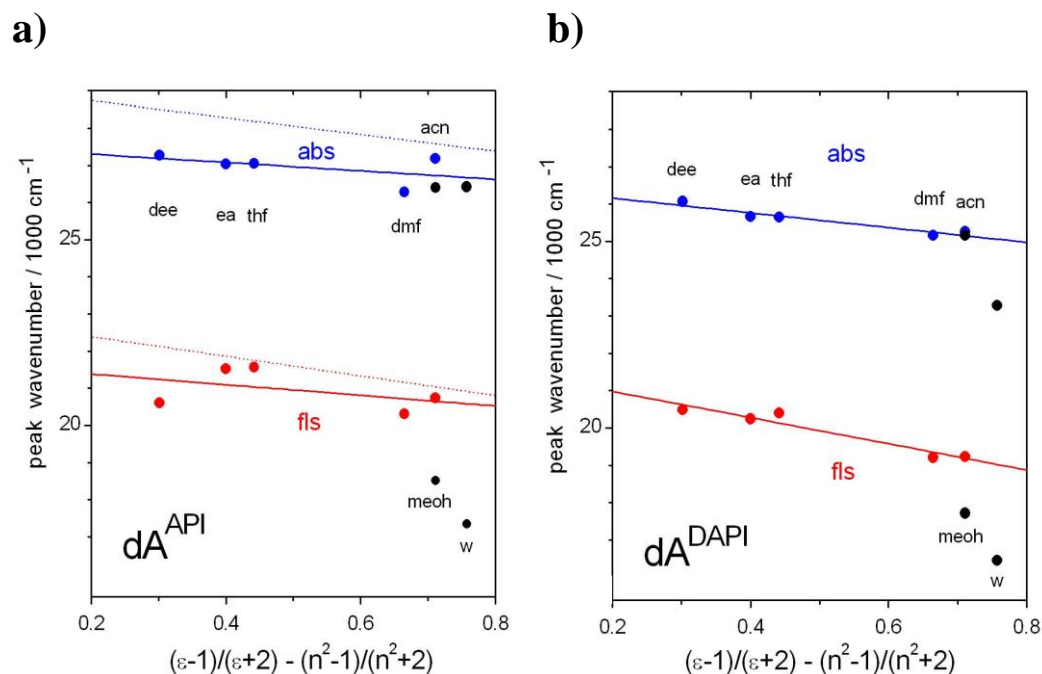 a)
b)
peak wavenumber / 1000 cm⁻¹
25
20
abs
acn
dee
ea
thf
dmf
fls
meoh
w
dA^API
0.2
0.4
0.6
0.8
(ε-1)/(ε+2) - (n²-1)/(n²+2)
peak wavenumber / 1000 cm⁻¹
25
20
abs
dee
ea
thf
dmf
acn
fls
meoh
w
dA^DAPI
0.2
0.4
0.6
0.8
(ε-1)/(ε+2) - (n²-1)/(n²+2)